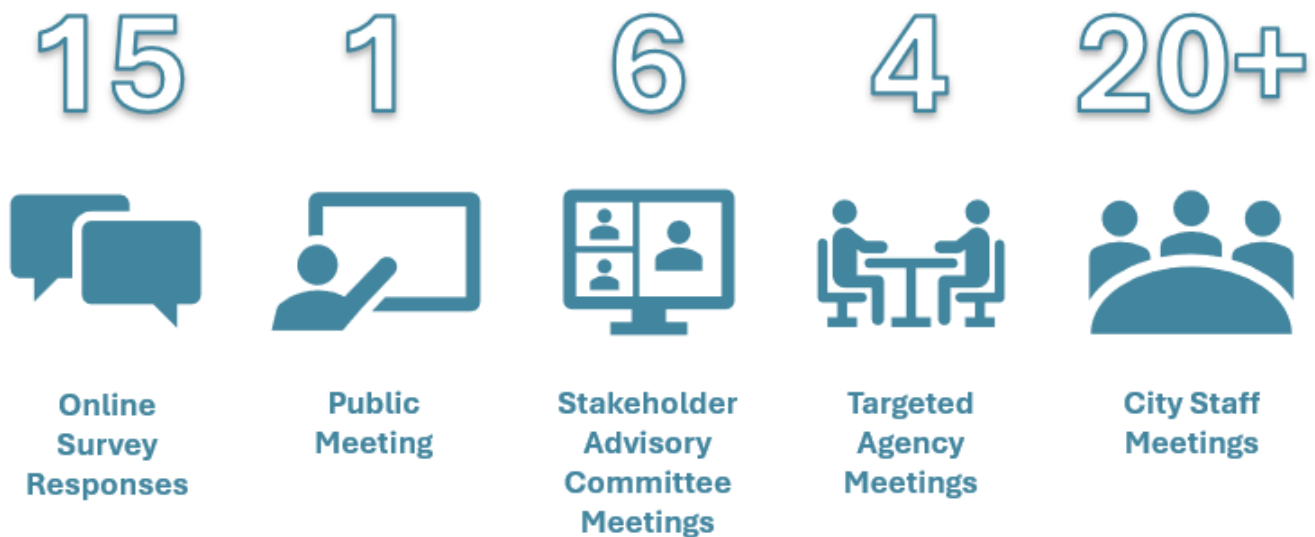 15
1
6
4
20+
Online
Survey
Responses
Public
Meeting
Stakeholder
Advisory
Committee
Meetings
Targeted
Agency
Meetings
City Staff
Meetings